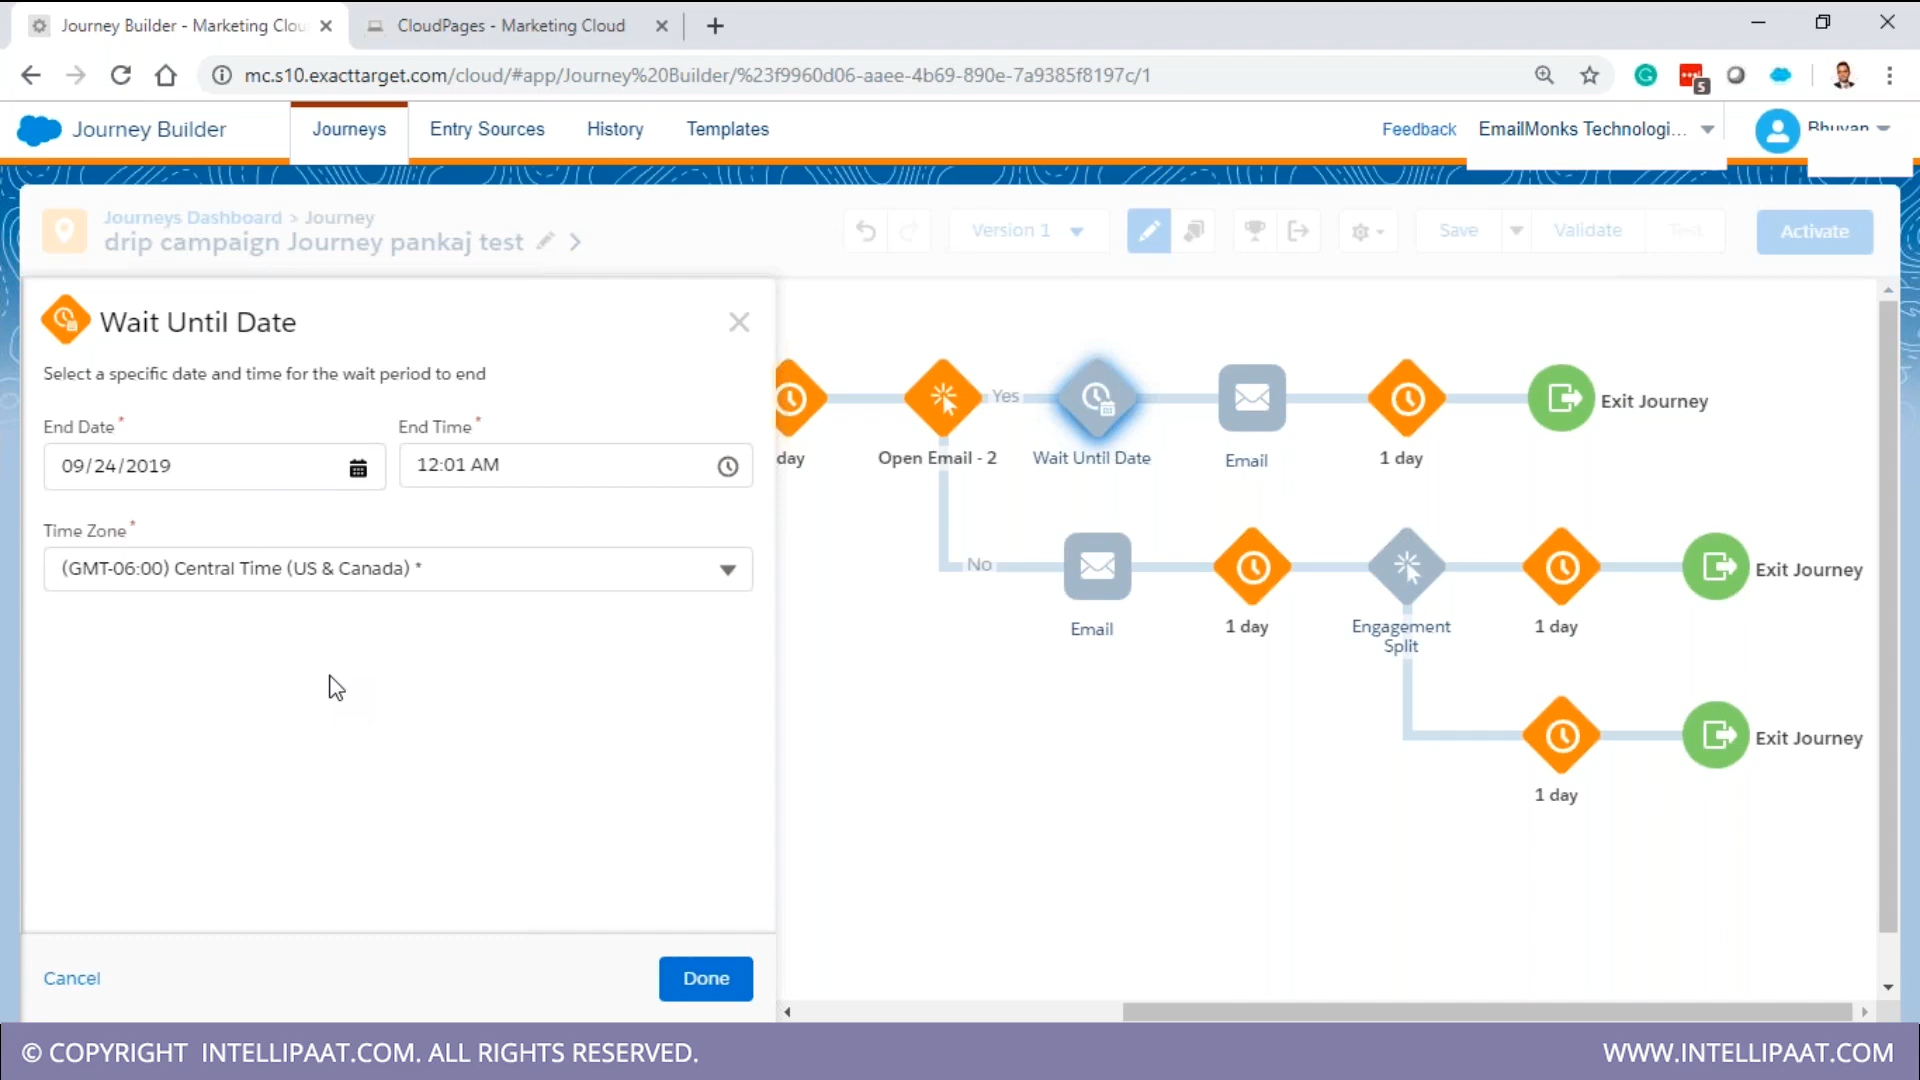 Journey Builder - Marketing Clou
CloudPages - Marketing Cloud
mc.s10.exacttarget.com/cloud/#app/Journey%20Builder/%23f9960d06-aaee-4b69-890e-7a9385f8197c/1
S
Journey Builder
Journeys
Entry Sources
History
Templates
Feedback
EmailMonks Technologi...
Bhuvan
Journeys Dashboard > Journey
drip campaign Journey pankaj test
Version 1
Save
Validate
Test
Activate
Wait Until Date
Select a specific date and time for the wait period to end
End Date *
End Time *
09/24/2019
12:01 AM
Time Zone *
(GMT-06:00) Central Time (US & Canada) *
Cancel
Done
Yes
Exit Journey
day
Open Email - 2
Wait Until Date
Email
1 day
No
Exit Journey
Email
1 day
Engagement
Split
1 day
Exit Journey
1 day
© COPYRIGHT INTELLIPAAT.COM. ALL RIGHTS RESERVED.
WWW.INTELLIPAAT.COM